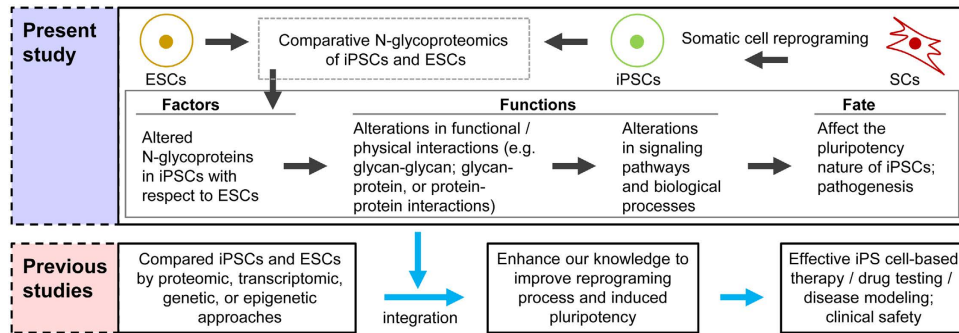 Present
study
ESCs
Comparative N-glycoproteomics
of iPSCs and ESCs
iPSCs
Somatic cell reprograming
SCs
Factors
Altered
N-glycoproteins
in iPSCs with
respect to ESCs
Functions
Alterations in functional /
physical interactions (e.g.
glycan-glycan; glycan-
protein, or protein-
protein interactions)
Alterations
in signaling
pathways
and biological
processes
Fate
Affect the
pluripotency
nature of iPSCs;
pathogenesis
Previous
studies
Compared iPSCs and ESCs
by proteomic, transcriptomic,
genetic, or epigenetic
approaches
integration
Enhance our knowledge to
improve reprograming
process and induced
pluripotency
Effective iPS cell-based
therapy / drug testing /
disease modeling;
clinical safety